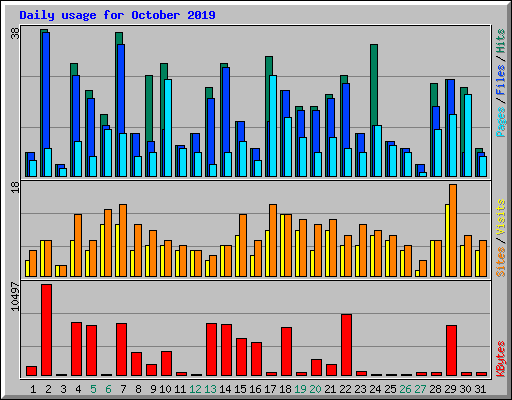 Daily usage for October 2019
38
Pages / Files / Hits
18
Sites / Visits
10497
KBytes
1 2 3 4 5 6 7 8 9 10 11 12 13 14 15 16 17 18 19 20 21 22 23 24 25 26 27 28 29 30 31